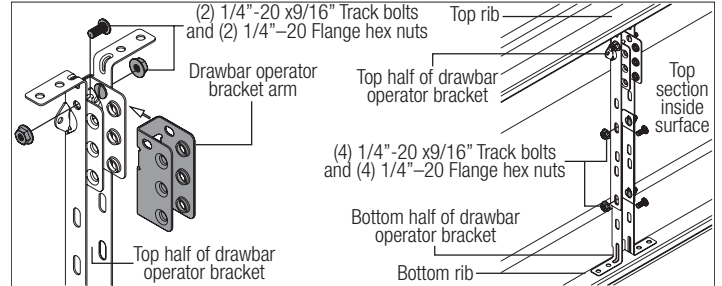 (2) 1/4"-20 x9/16" Track bolts
and (2) 1/4"–20 Flange hex nuts
Drawbar operator
bracket arm
Top half of drawbar
operator bracket
Top rib
Top half of drawbar
operator bracket
Top
section
inside
surface
(4) 1/4"-20 x9/16" Track bolts
and (4) 1/4"–20 Flange hex nuts
Bottom half of drawbar
operator bracket
Bottom rib